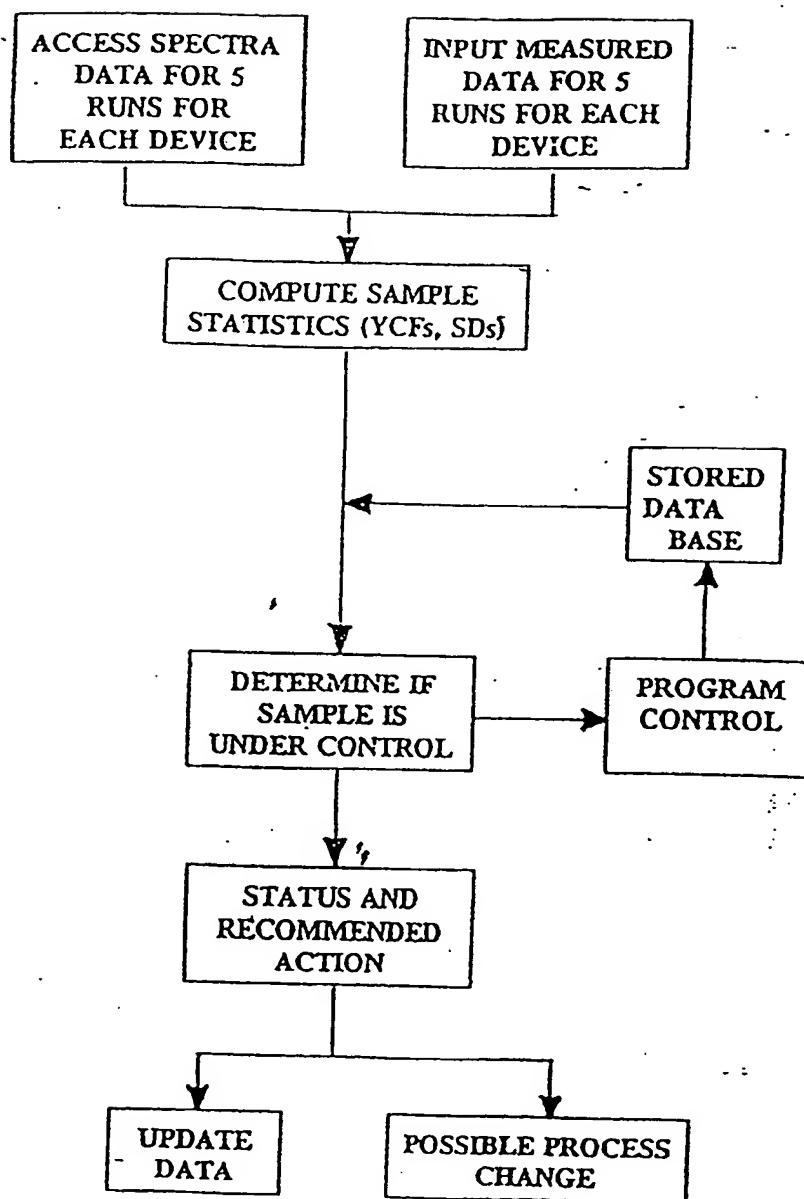 ACCESS SPECTRA
DATA FOR 5
RUNS FOR
EACH DEVICE
INPUT MEASURED
DATA FOR 5
RUNS FOR EACH
DEVICE
COMPUTE SAMPLE
STATISTICS (YCFs, SDs)
STORED
DATA
BASE
DETERMINE IF
SAMPLE IS
UNDER CONTROL
PROGRAM
CONTROL
STATUS AND
RECOMMENDED
ACTION
UPDATE
DATA
POSSIBLE PROCESS
CHANGE